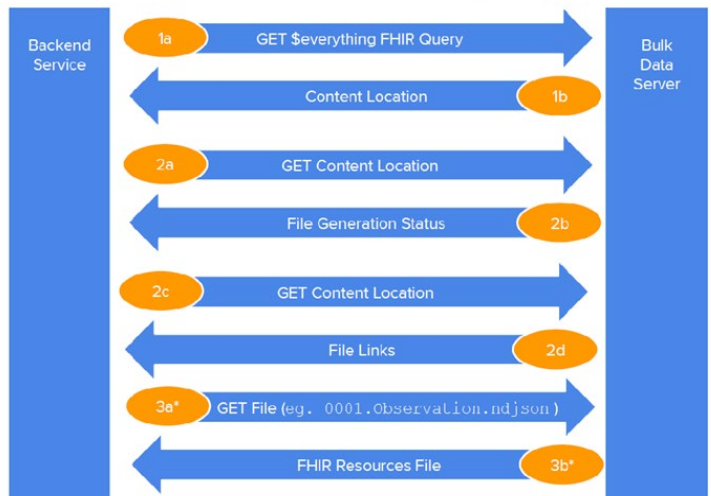 Backend
Service
Bulk
Data
Server
1a
GET $everything FHIR Query
Content Location
1b
2a
GET Content Location
File Generation Status
2b
2c
GET Content Location
File Links
2d
3a*
GET File (eg. 0001.Observation.ndjson)
FHIR Resources File
3b*